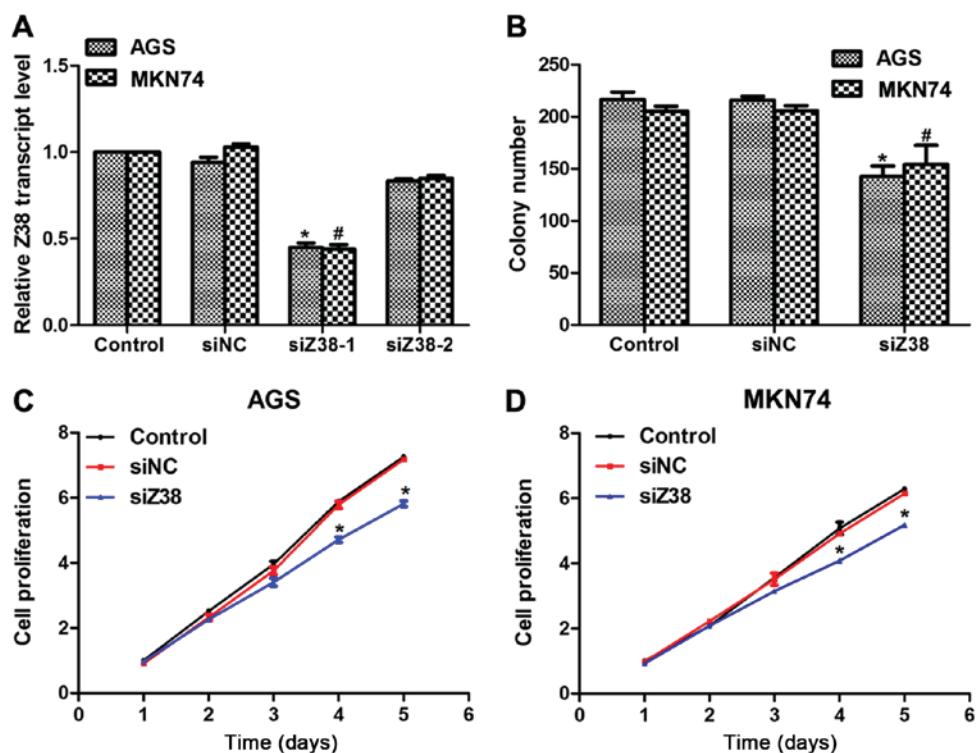 A
AGS
MKN74
Relative Z38 transcript level
1.5
1.0
0.5
0.0
*
#
Control
siNC
siZ38-1
siZ38-2
B
AGS
MKN74
Colony number
250
200
150
100
50
0
*
#
Control
siNC
siZ38
C
AGS
Control
siNC
siZ38
Cell proliferation
8
6
4
2
0
*
*
0
1
2
3
4
5
6
Time (days)
D
MKN74
Control
siNC
siZ38
Cell proliferation
8
6
4
2
0
*
*
0
1
2
3
4
5
6
Time (days)